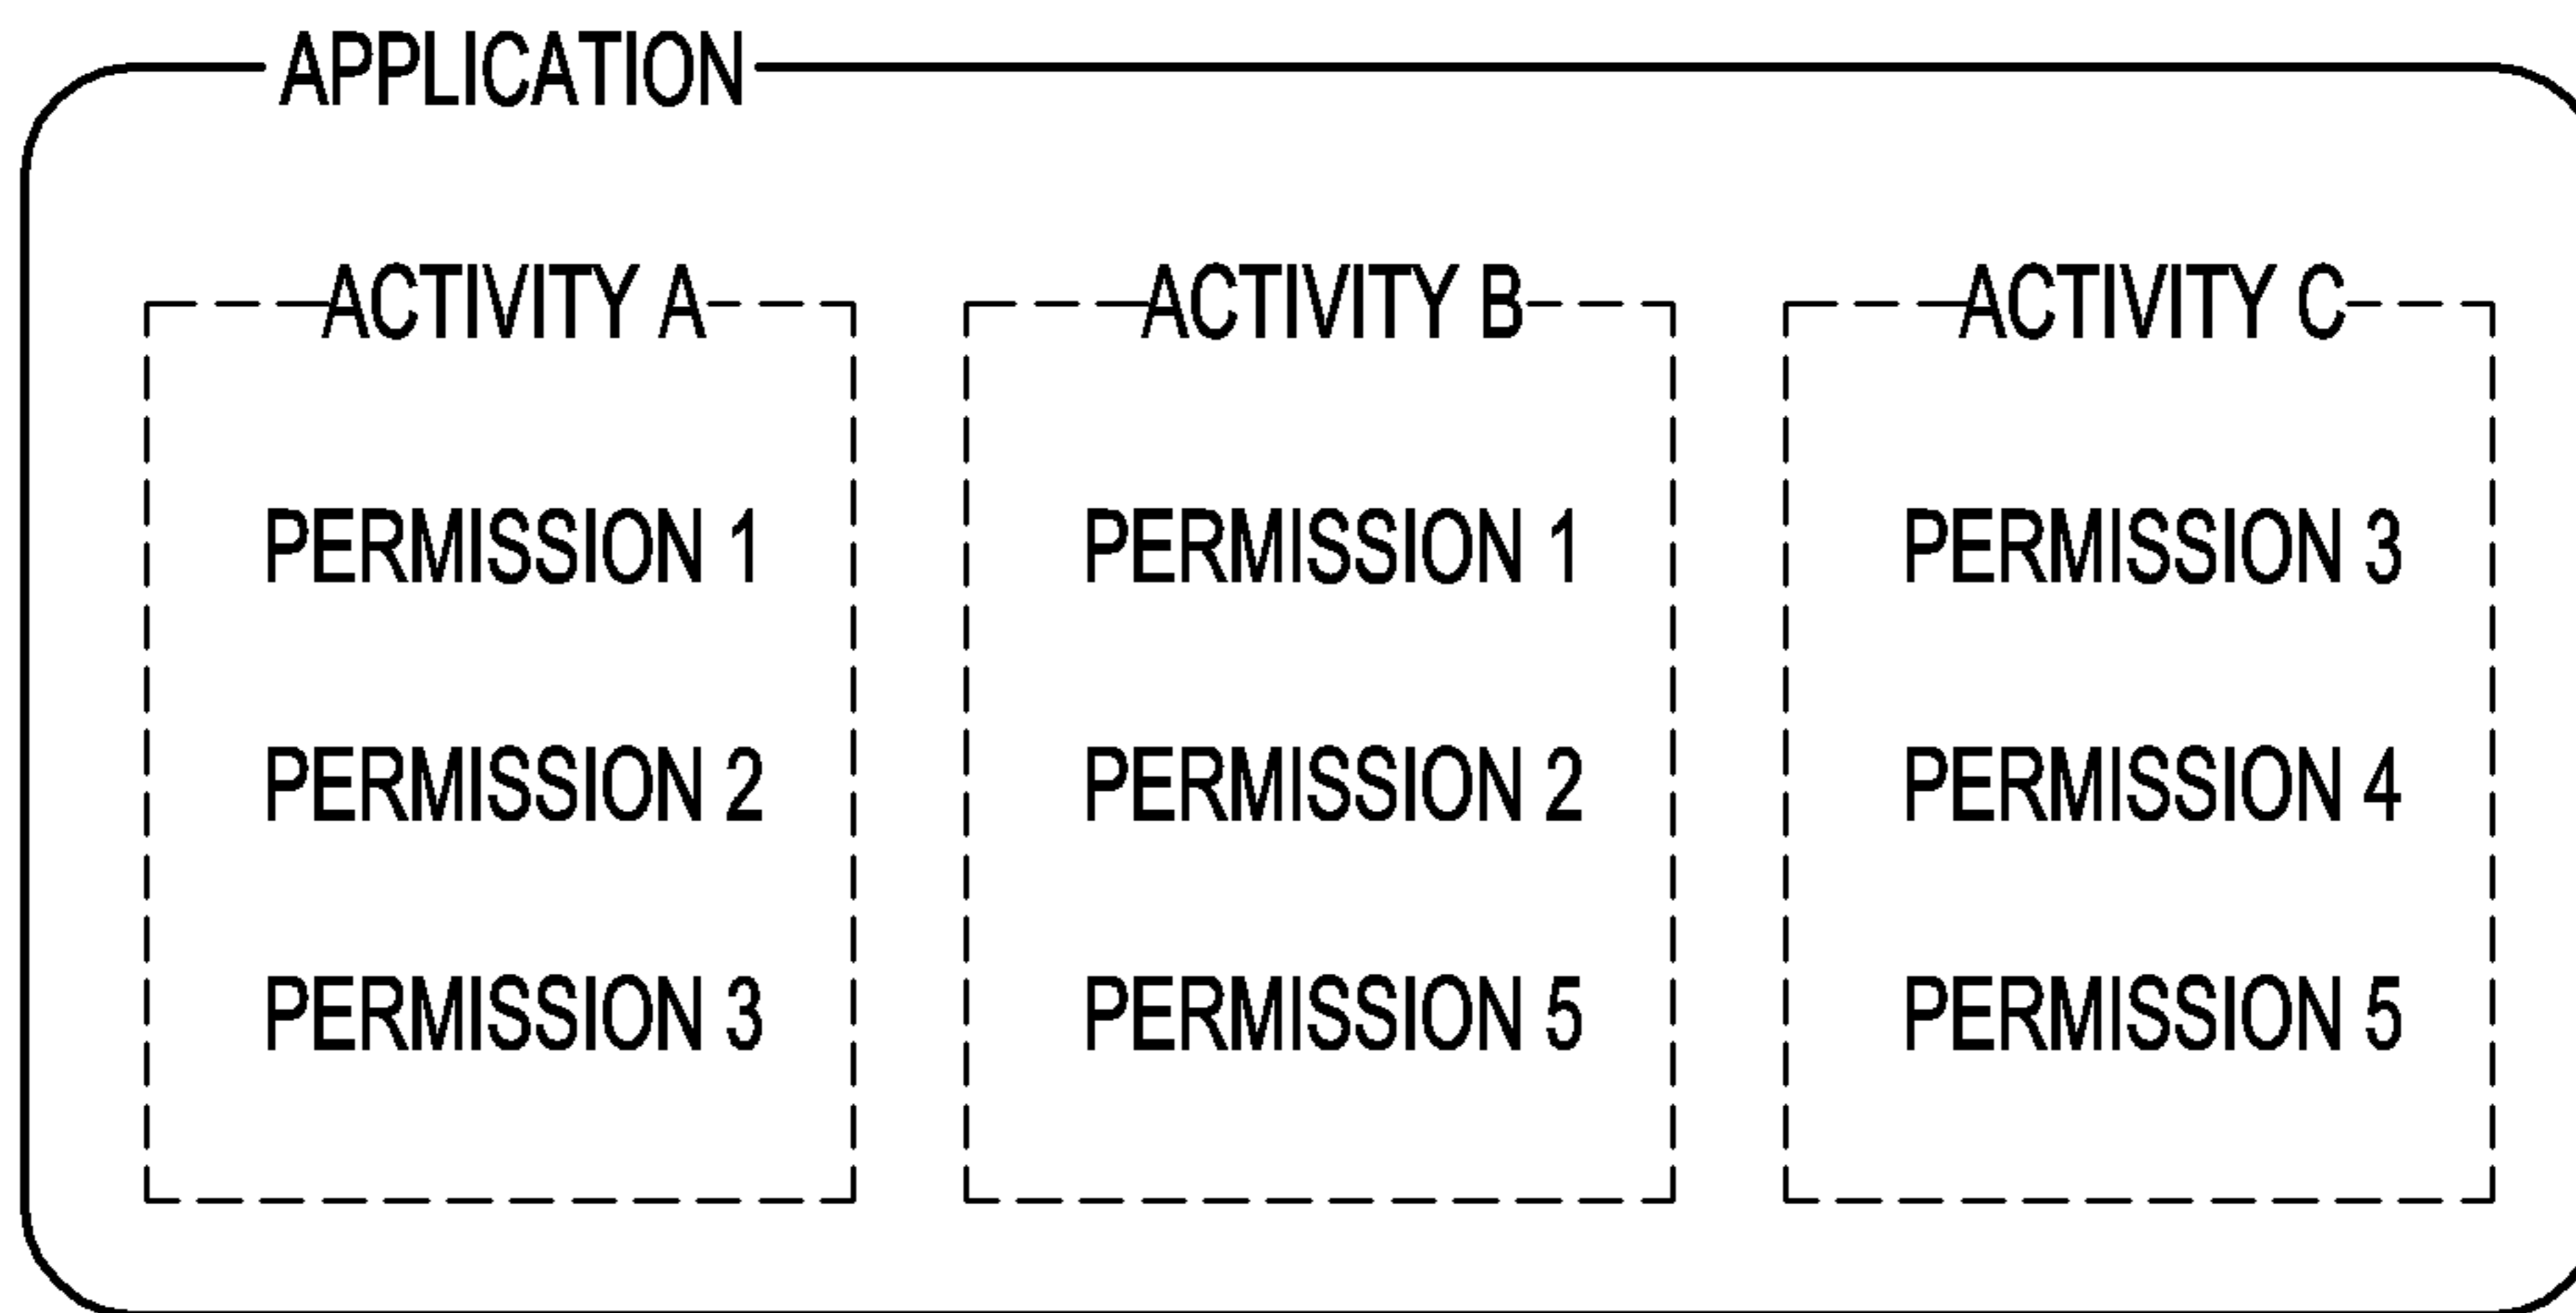 APPLICATION
ACTIVITY A
PERMISSION 1
PERMISSION 2
PERMISSION 3
ACTIVITY B
PERMISSION 1
PERMISSION 2
PERMISSION 5
ACTIVITY C
PERMISSION 3
PERMISSION 4
PERMISSION 5